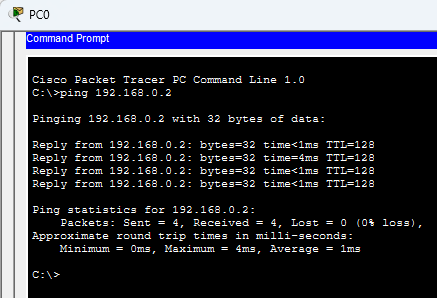 PC0
Command Prompt
Cisco Packet Tracer PC Command Line 1.0
C:\>ping 192.168.0.2
Pinging 192.168.0.2 with 32 bytes of data:
Reply from 192.168.0.2: bytes=32 time<1ms TTL=128
Reply from 192.168.0.2: bytes=32 time=4ms TTL=128
Reply from 192.168.0.2: bytes=32 time<1ms TTL=128
Reply from 192.168.0.2: bytes=32 time<1ms TTL=128
Ping statistics for 192.168.0.2:
Packets: Sent = 4, Received = 4, Lost = 0 (0% loss),
Approximate round trip times in milli-seconds:
Minimum = 0ms, Maximum = 4ms, Average = 1ms
C:\>